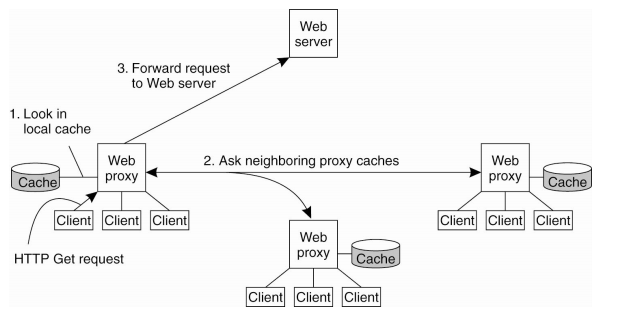 Web
server
3. Forward request
to Web server
1. Look in
local cache
Web
proxy
2. Ask neighboring proxy caches
Web
proxy
Cache
Cache
Client
Client
Client
Client
Client
Client
HTTP Get request
Web
proxy
Cache
Client
Client
Client